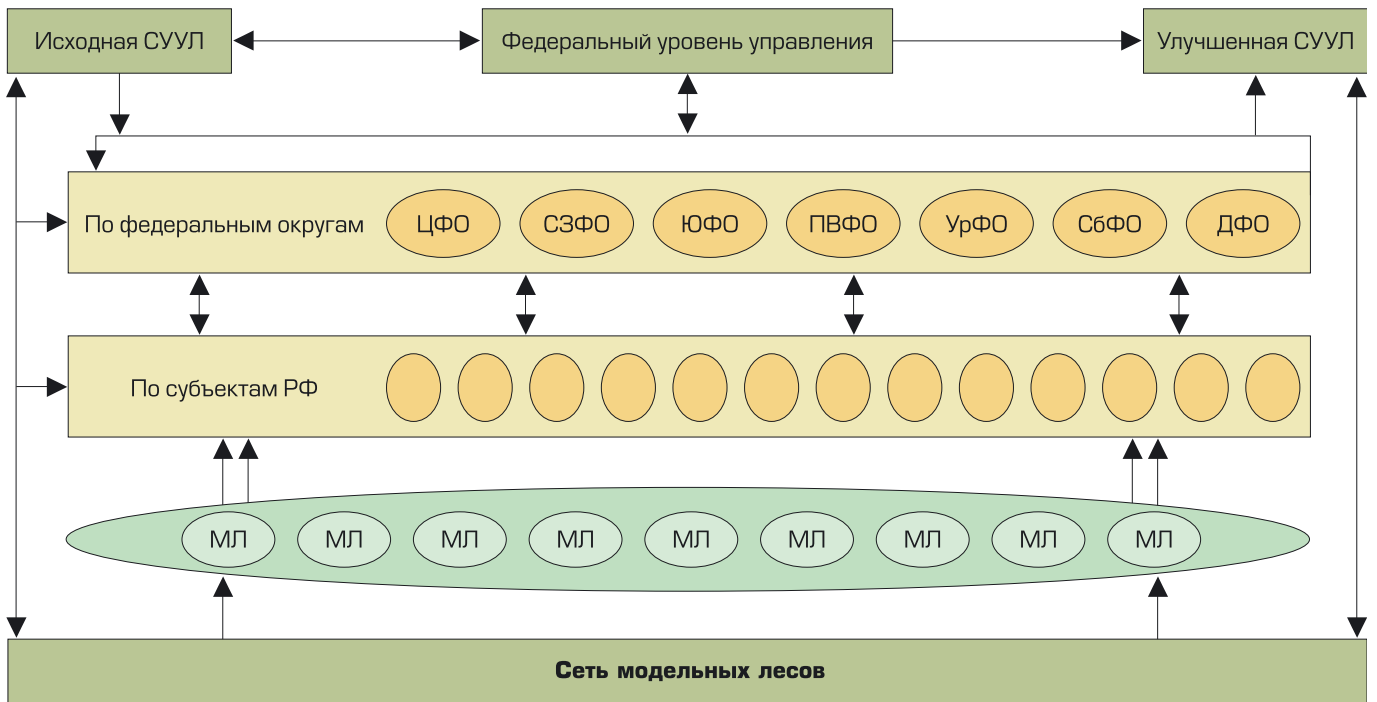 Исходная СУУЛ
Федеральный уровень управления
Улучшенная СУУЛ
По федеральным округам
ЦФО
СЗФО
ЮФО
ПВФО
УрФО
СбФО
ДФО
По субъектам РФ
МЛ
МЛ
МЛ
МЛ
МЛ
МЛ
МЛ
МЛ
МЛ
Сеть модельных лесов